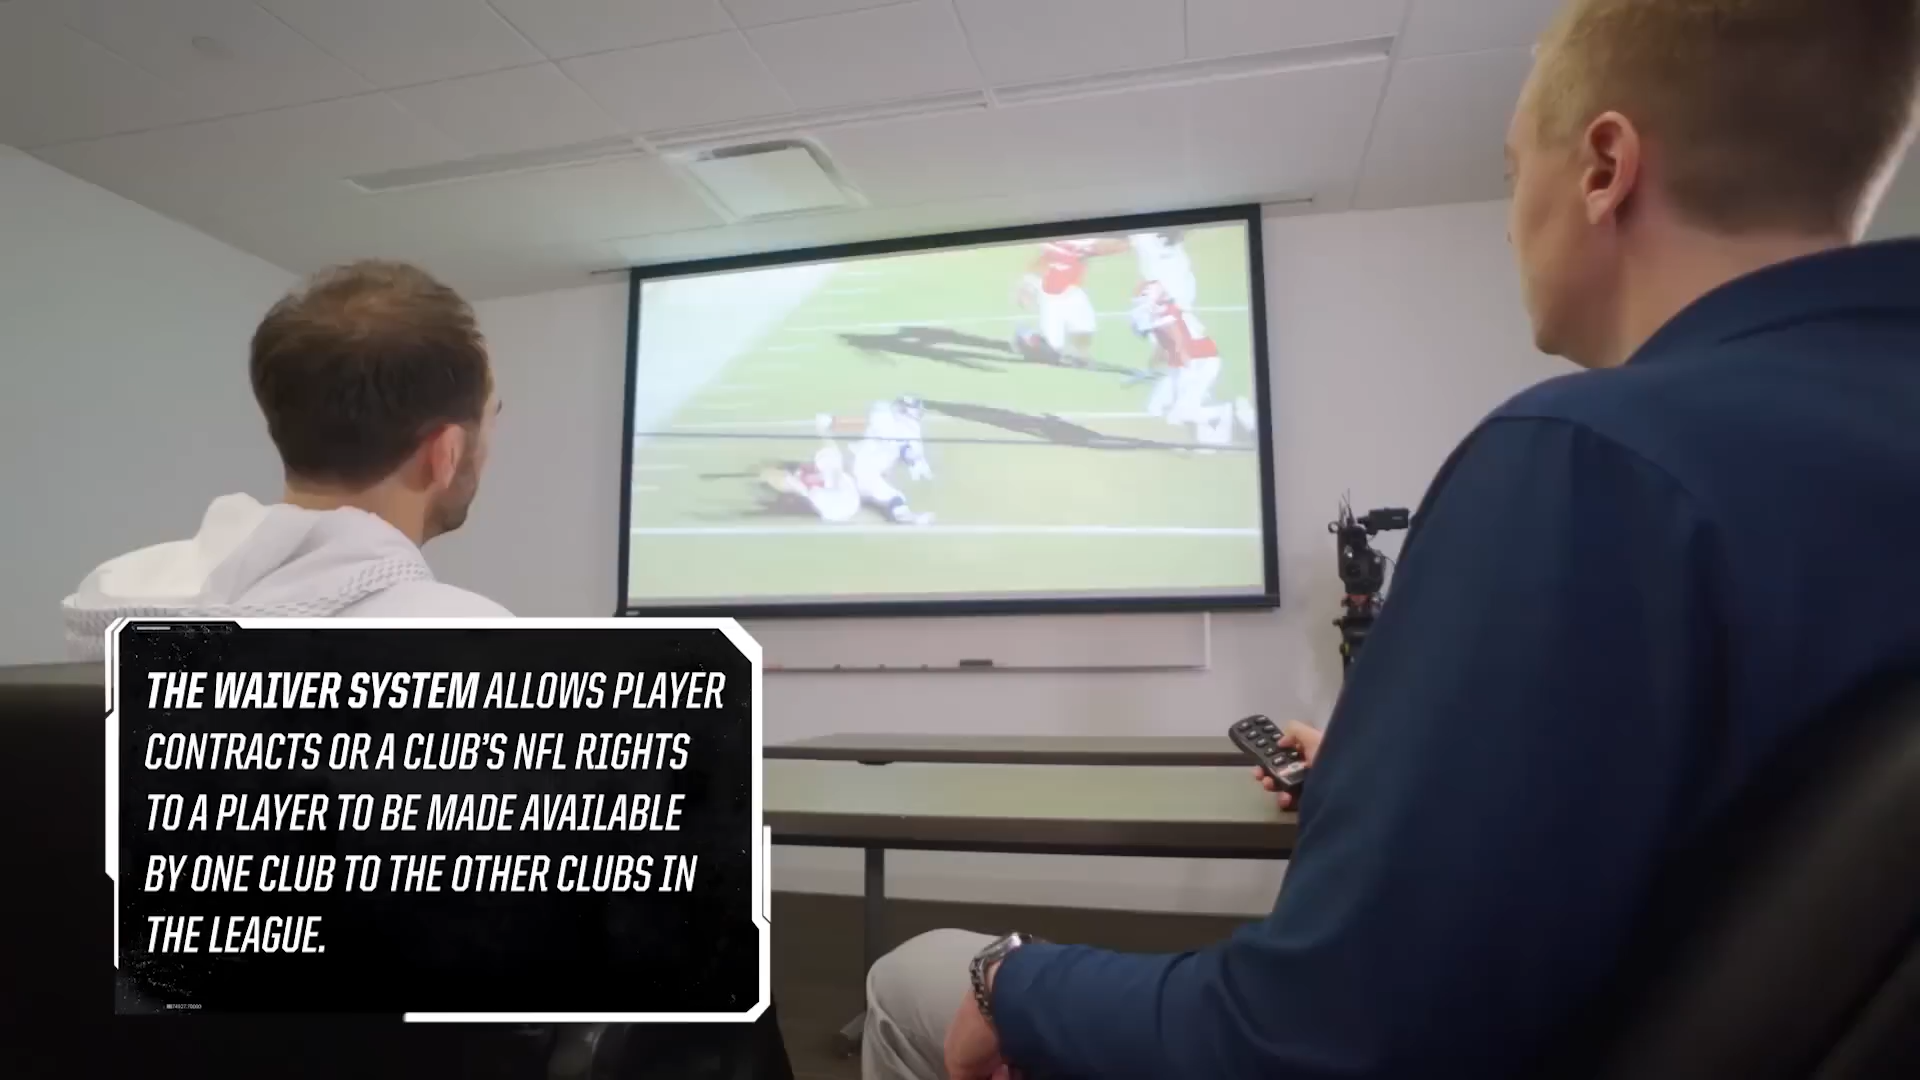 THE WAIVER SYSTEM ALLOWS PLAYER
CONTRACTS OR A CLUB'S NFL RIGHTS
TO A PLAYER TO BE MADE AVAILABLE
BY ONE CLUB TO THE OTHER CLUBS IN
THE LEAGUE.